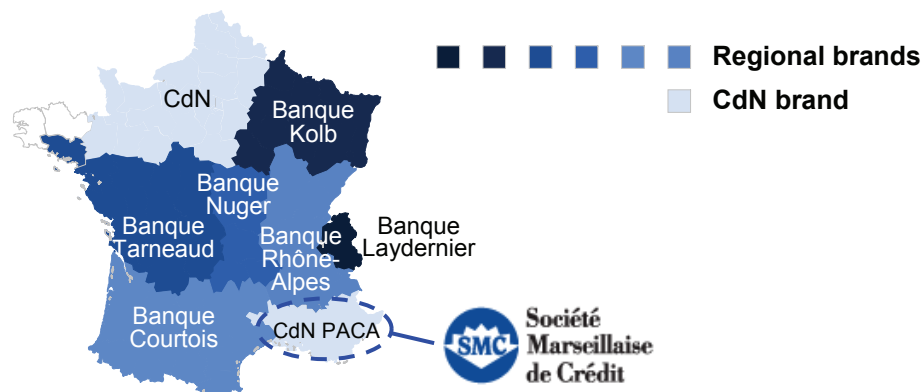 CdN
Banque
Kolb
Regional brands
CdN brand
Banque
Nuger
Banque
Tarneaud
Banque
Rhône-
Alpes
Banque
Laydernier
Banque
Courtois
CdN PACA
SMC
Société
Marseillaise
de Crédit